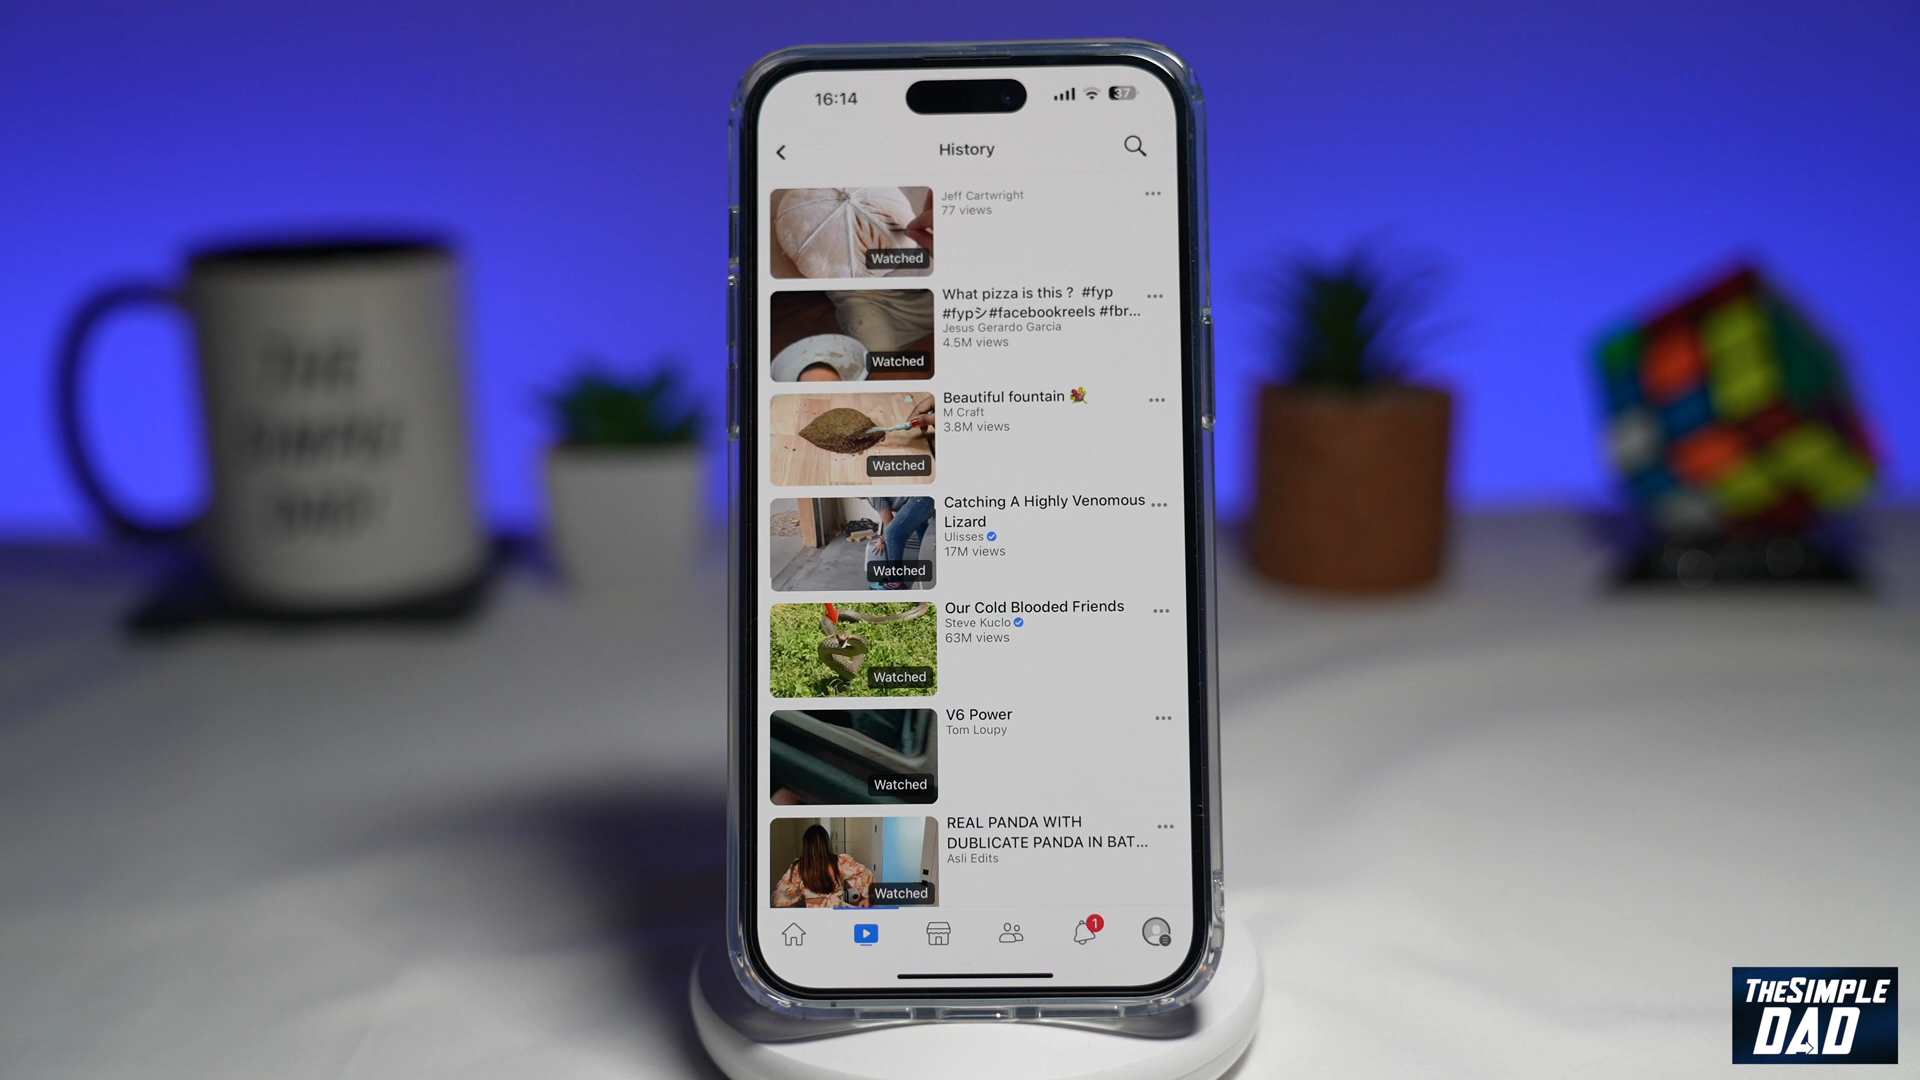 16:14
37
History
Jeff Cartwright
77 views
Watched
What pizza is this ? #fyp
#fypシ#facebookreels #fbr...
Jesus Gerardo Garcia
4.5M views
Watched
Beautiful fountain 💐
M Craft
3.8M views
Watched
Catching A Highly Venomous
Lizard
Ulisses
17M views
Watched
Our Cold Blooded Friends
Steve Kuclo
63M views
Watched
V6 Power
Tom Loupy
Watched
REAL PANDA WITH
DUBLICATE PANDA IN BAT...
Asli Edits
Watched
1
THE
SIMPLE
DAD
THESIMPLE
DAD